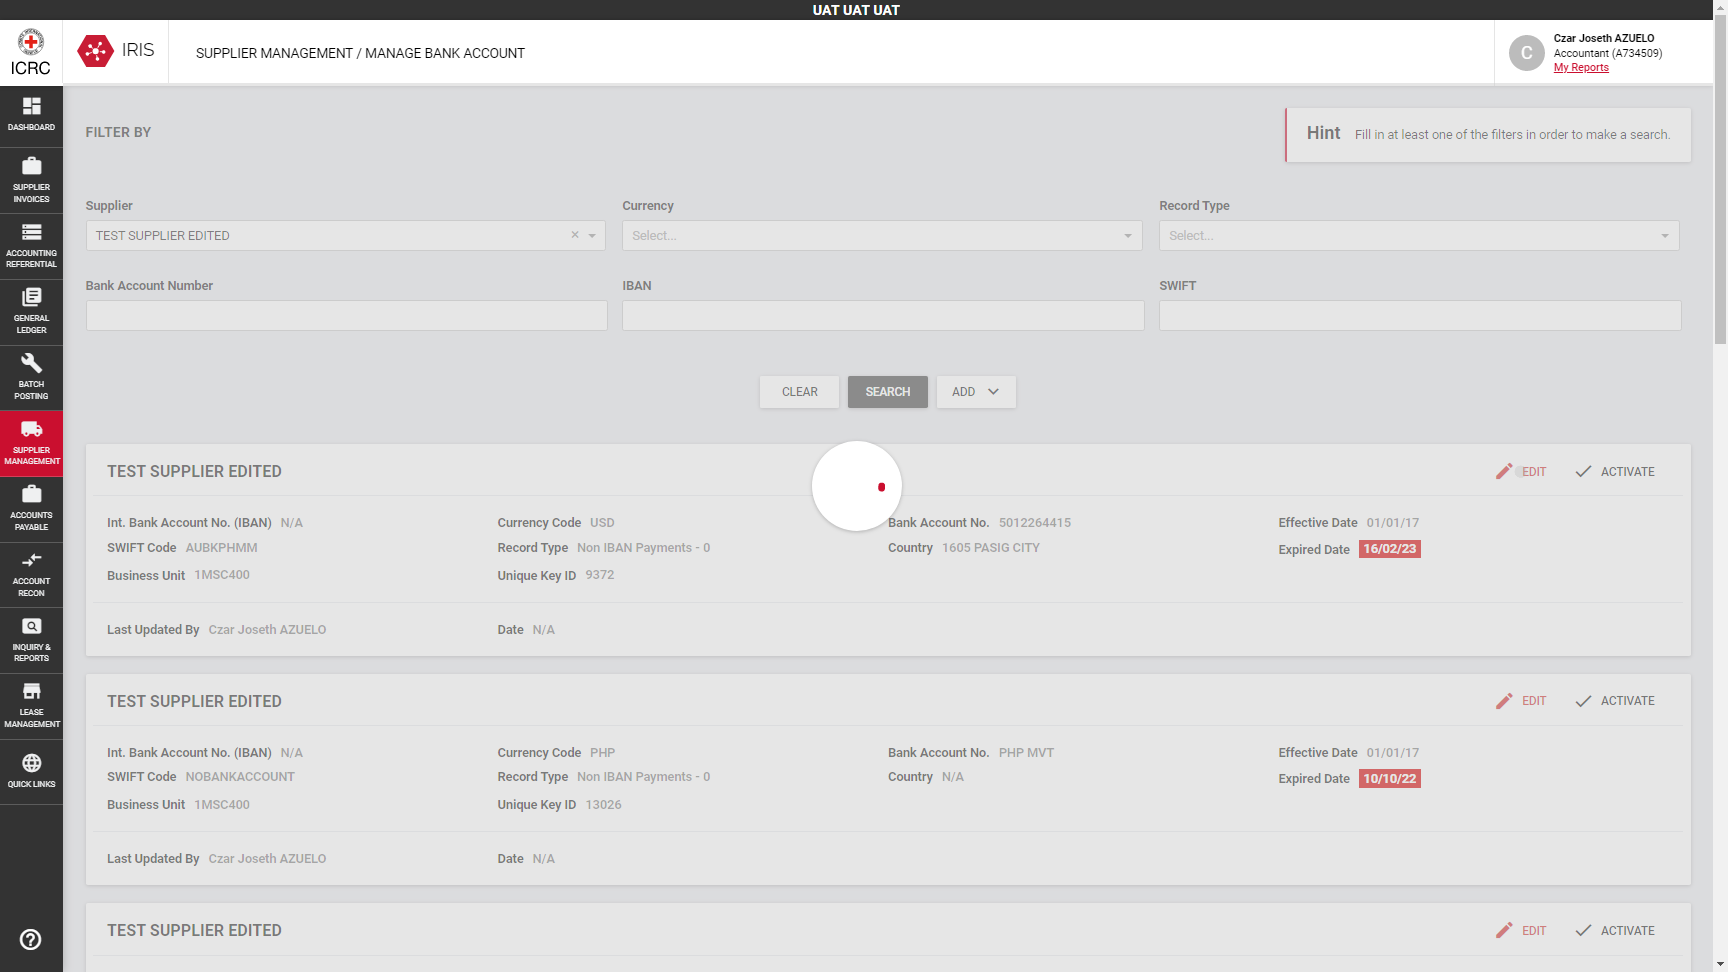 UAT UAT UAT
ICRC
IRIS
SUPPLIER MANAGEMENT / MANAGE BANK ACCOUNT
C
Czar Joseth AZUELO
Accountant (A734509)
My Reports
DASHBOARD
SUPPLIER
INVOICES
ACCOUNTING
REFERENTIAL
GENERAL
LEDGER
BATCH
POSTING
SUPPLIER
MANAGEMENT
ACCOUNTS
PAYABLE
ACCOUNT
RECON
INQUIRY &
REPORTS
LEASE
MANAGEMENT
QUICK LINKS
FILTER BY
Hint Fill in at least one of the filters in order to make a search.
Supplier Currency Record Type
TEST SUPPLIER EDITED × Select... Select...
Bank Account Number IBAN SWIFT
CLEAR SEARCH ADD
TEST SUPPLIER EDITED EDIT ACTIVATE
Int. Bank Account No. (IBAN) N/A Currency Code USD Bank Account No. 5012264415 Effective Date 01/01/17
SWIFT Code AUBKPHMM Record Type Non IBAN Payments - 0 Country 1605 PASIG CITY Expired Date 16/02/23
Business Unit 1MSC400 Unique Key ID 9372
Last Updated By Czar Joseth AZUELO Date N/A
TEST SUPPLIER EDITED EDIT ACTIVATE
Int. Bank Account No. (IBAN) N/A Currency Code PHP Bank Account No. PHP MVT Effective Date 01/01/17
SWIFT Code NOBANKACCOUNT Record Type Non IBAN Payments - 0 Country N/A Expired Date 10/10/22
Business Unit 1MSC400 Unique Key ID 13026
Last Updated By Czar Joseth AZUELO Date N/A
TEST SUPPLIER EDITED EDIT ACTIVATE